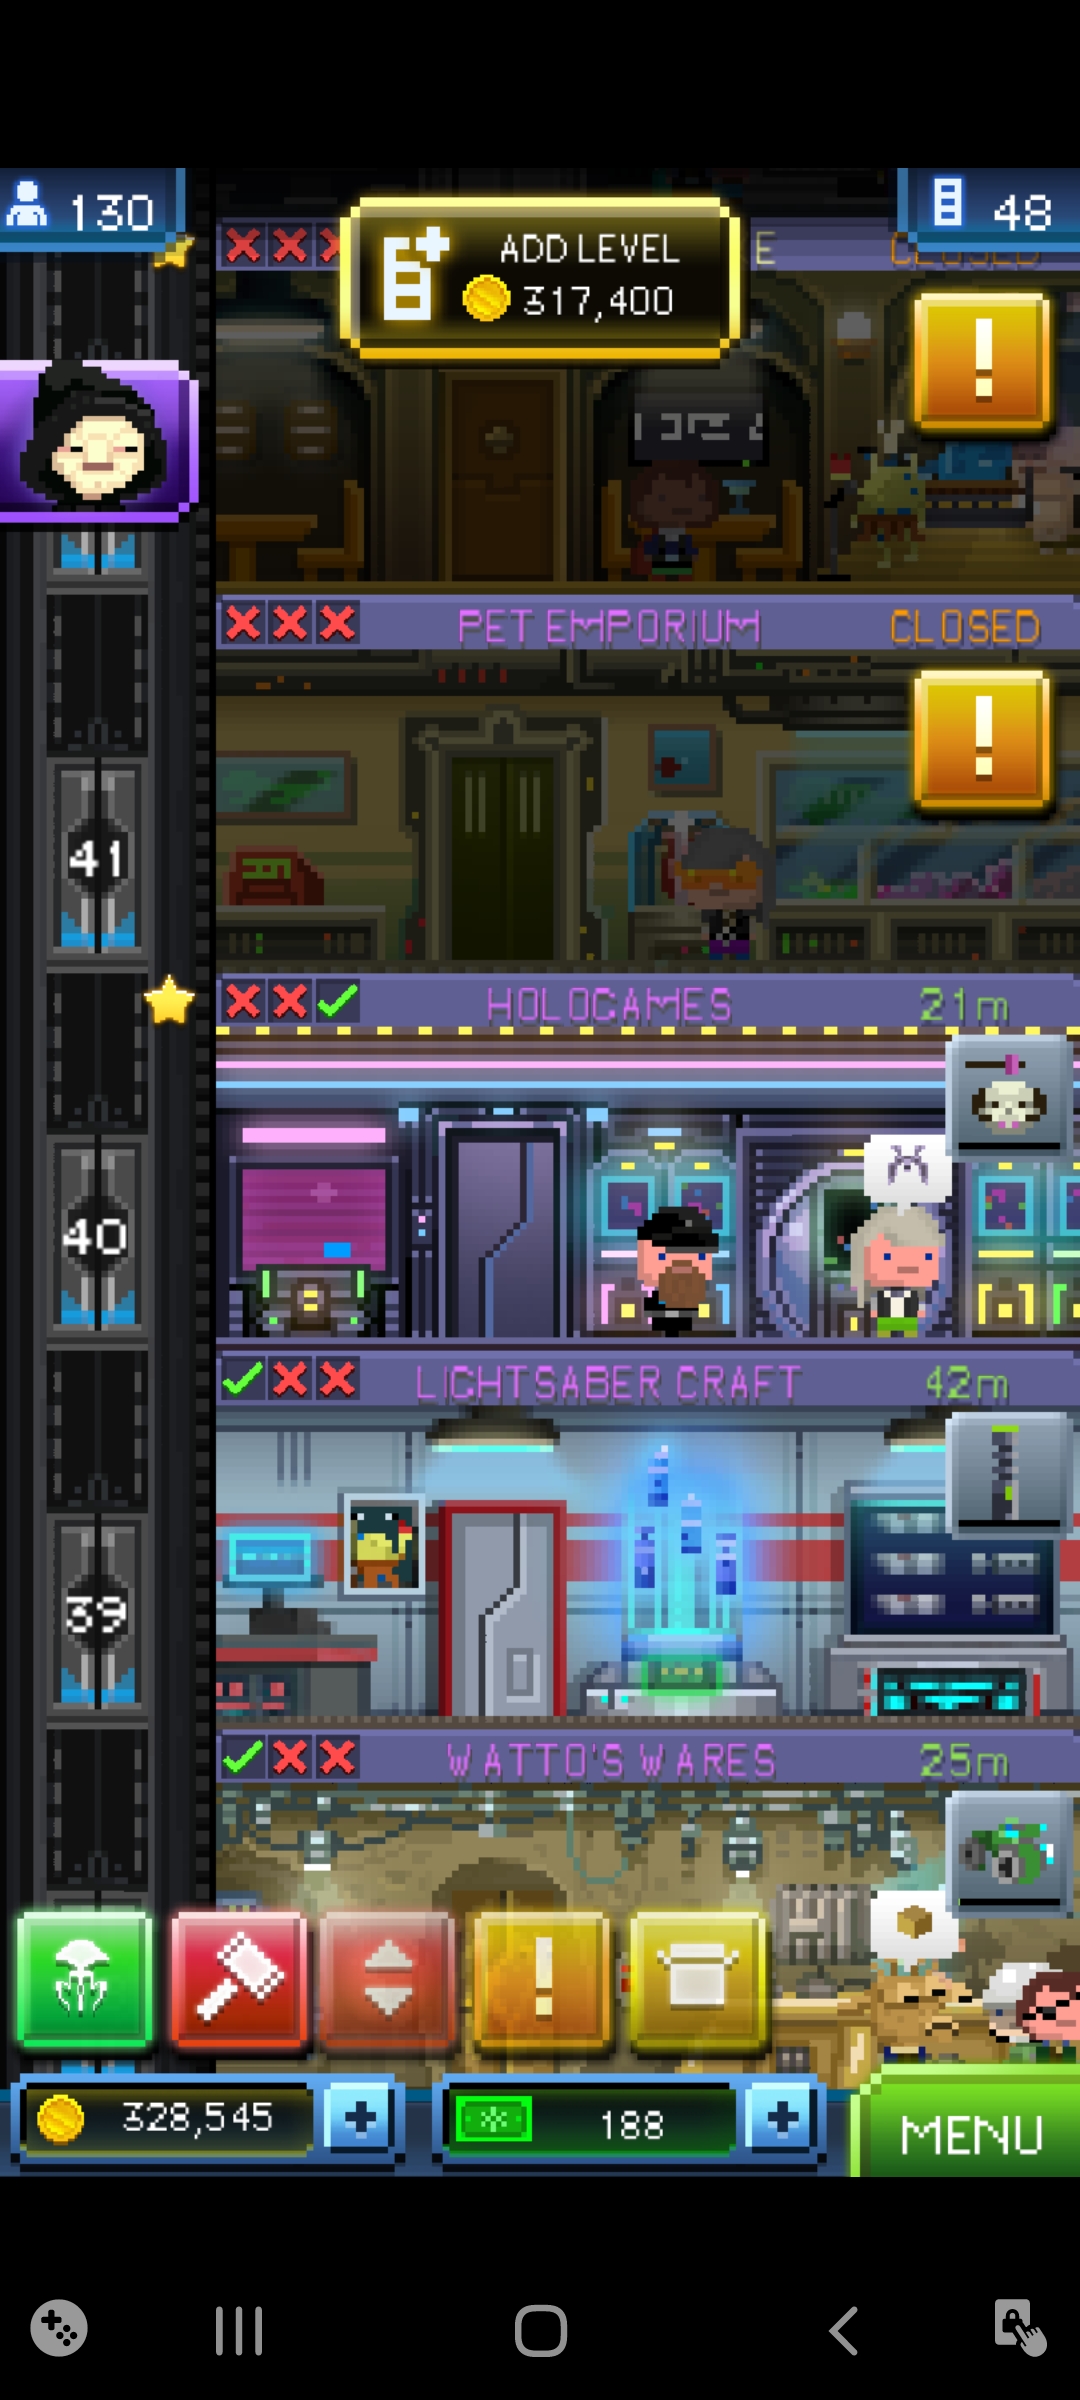 130
ADD LEVEL
317,400
48
E
CLOSED
PET EMPORIUM
CLOSED
41
HOLOGAMES
21m
40
LIGHTSABER CRAFT
42m
39
WATTO'S WARES
25m
328,545
188
MENU